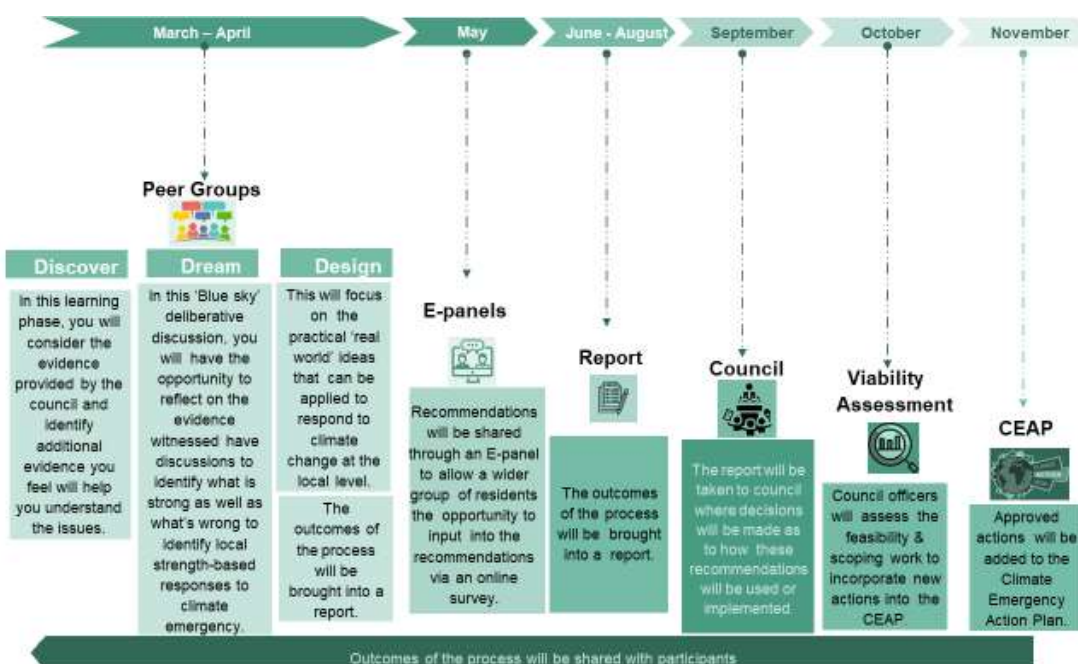 March – April
May
June - August
September
October
November
Peer Groups
Discover
In this learning
phase, you will
consider the
evidence
provided by the
council and
identify
additional
evidence you
feel will help
you understand
the issues.
Dream
In this 'Blue sky'
deliberative
discussion, you
will have the
opportunity to
reflect on the
evidence
witnessed have
discussions to
identify what is
strong as well as
what's wrong to
identify local
strength-based
responses to
climate
emergency.
Design
This will focus
on the
practical 'real
world' ideas
that can be
applied to
respond to
climate
change at the
local level.
The
outcomes of
the process
will be
brought into a
report.
E-panels
Recommendations
will be shared
through an E-panel
to allow a wider
group of residents
the opportunity to
input into the
recommendations
via an online
survey.
Report
The outcomes
of the process
will be brought
into a report.
Council
The report will be
taken to council
where decisions
will be made as
to how these
recommendations
will be used or
implemented.
Viability
Assessment
Council officers
will assess the
feasibility &
scoping work to
incorporate new
actions into the
CEAP.
CEAP
Approved
actions will be
added to the
Climate
Emergency
Action Plan.
Outcomes of the process will be shared with participants